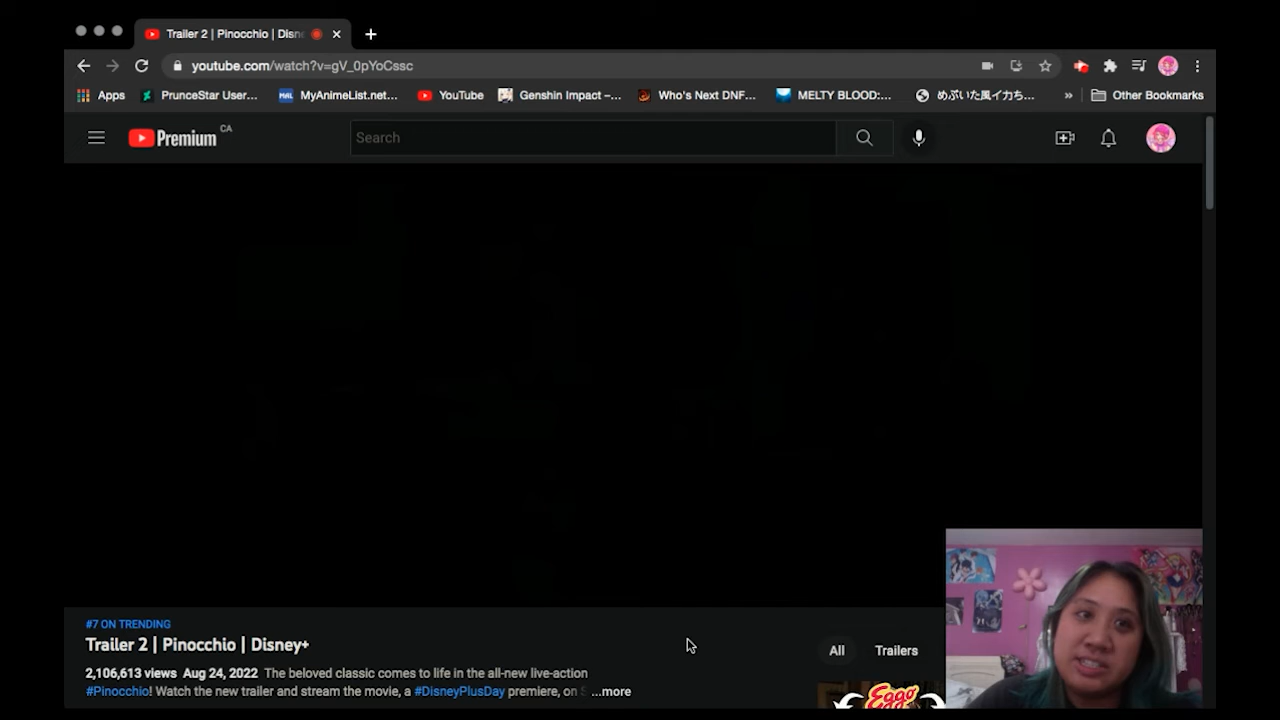 Trailer 2 | Pinocchio | Disn
youtube.com/watch?v=gV_0pYoCssc
Apps PrunceStar User... MAL MyAnimeList.net... YouTube Genshin Impact –... Who's Next DNF... MELTY BLOOD:... めぷいた風イカち... » Other Bookmarks
Premium CA Search
#7 ON TRENDING
Trailer 2 | Pinocchio | Disney+
All Trailers
2,106,613 views Aug 24, 2022 The beloved classic comes to life in the all-new live-action
#Pinocchio! Watch the new trailer and stream the movie, a #DisneyPlusDay premiere, on S ...more
Eggo